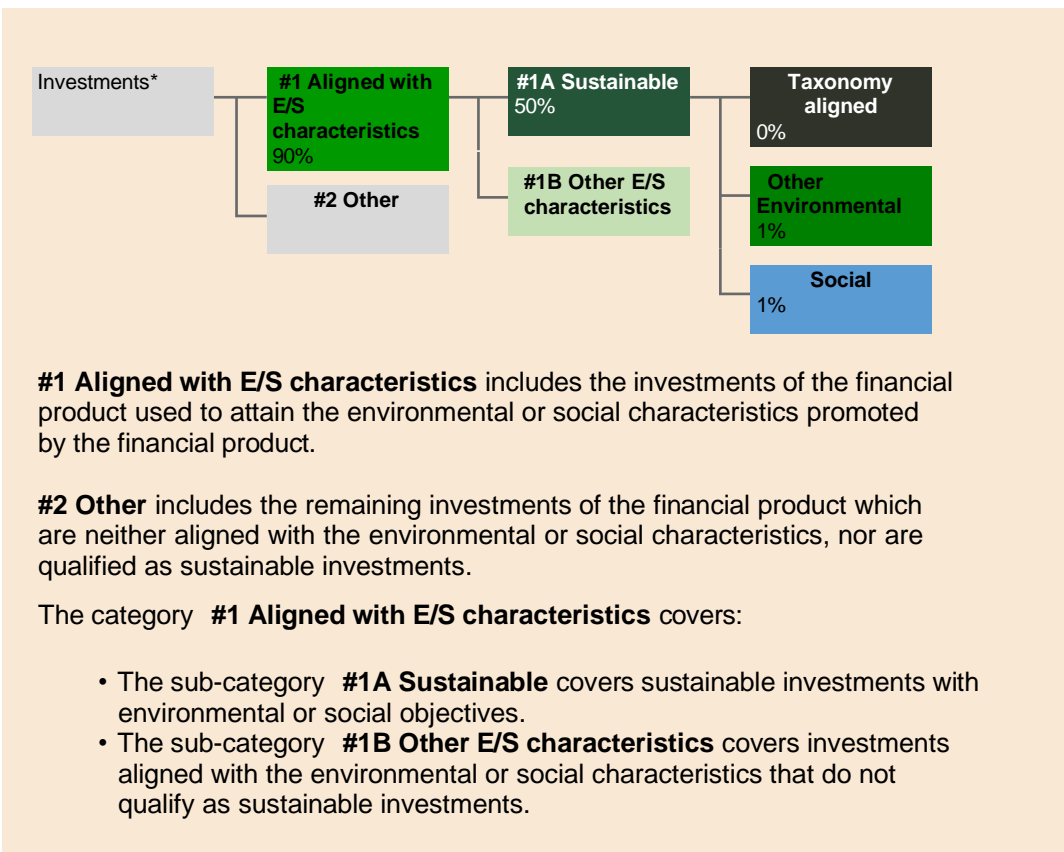 Investments*
#1 Aligned with
E/S
characteristics
90%
#2 Other
#1A Sustainable
50%
#1B Other E/S
characteristics
Taxonomy
aligned
0%
Other
Environmental
1%
Social
1%
#1 Aligned with E/S characteristics includes the investments of the financial
product used to attain the environmental or social characteristics promoted
by the financial product.
#2 Other includes the remaining investments of the financial product which
are neither aligned with the environmental or social characteristics, nor are
qualified as sustainable investments.
The category #1 Aligned with E/S characteristics covers:
• The sub-category #1A Sustainable covers sustainable investments with
environmental or social objectives.
• The sub-category #1B Other E/S characteristics covers investments
aligned with the environmental or social characteristics that do not
qualify as sustainable investments.